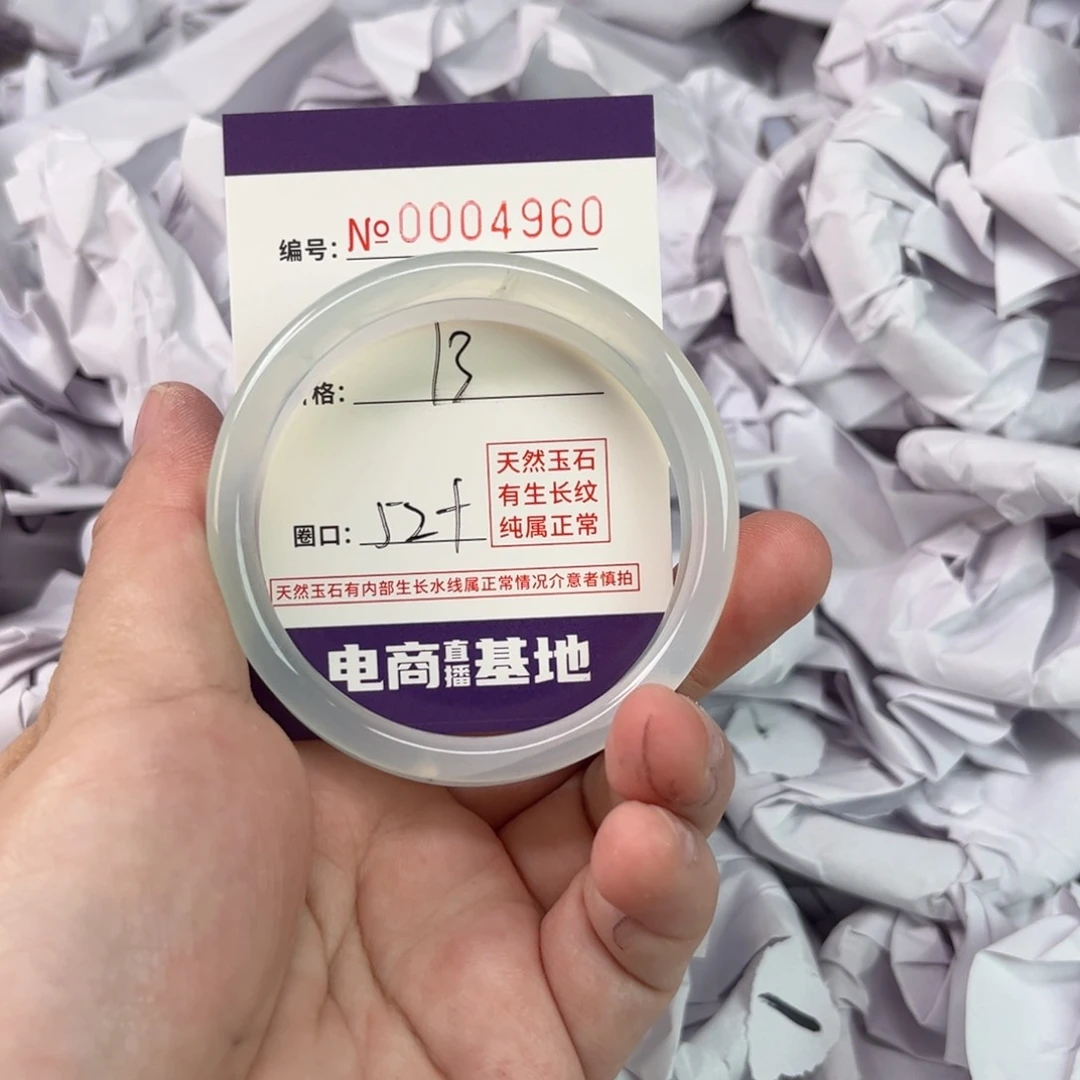 编号：№0004960
格：13
天然玉石
有生长纹
纯属正常
圈口：52+
天然玉石有内部生长水线属正常情况介意者慎拍
电商直播基地